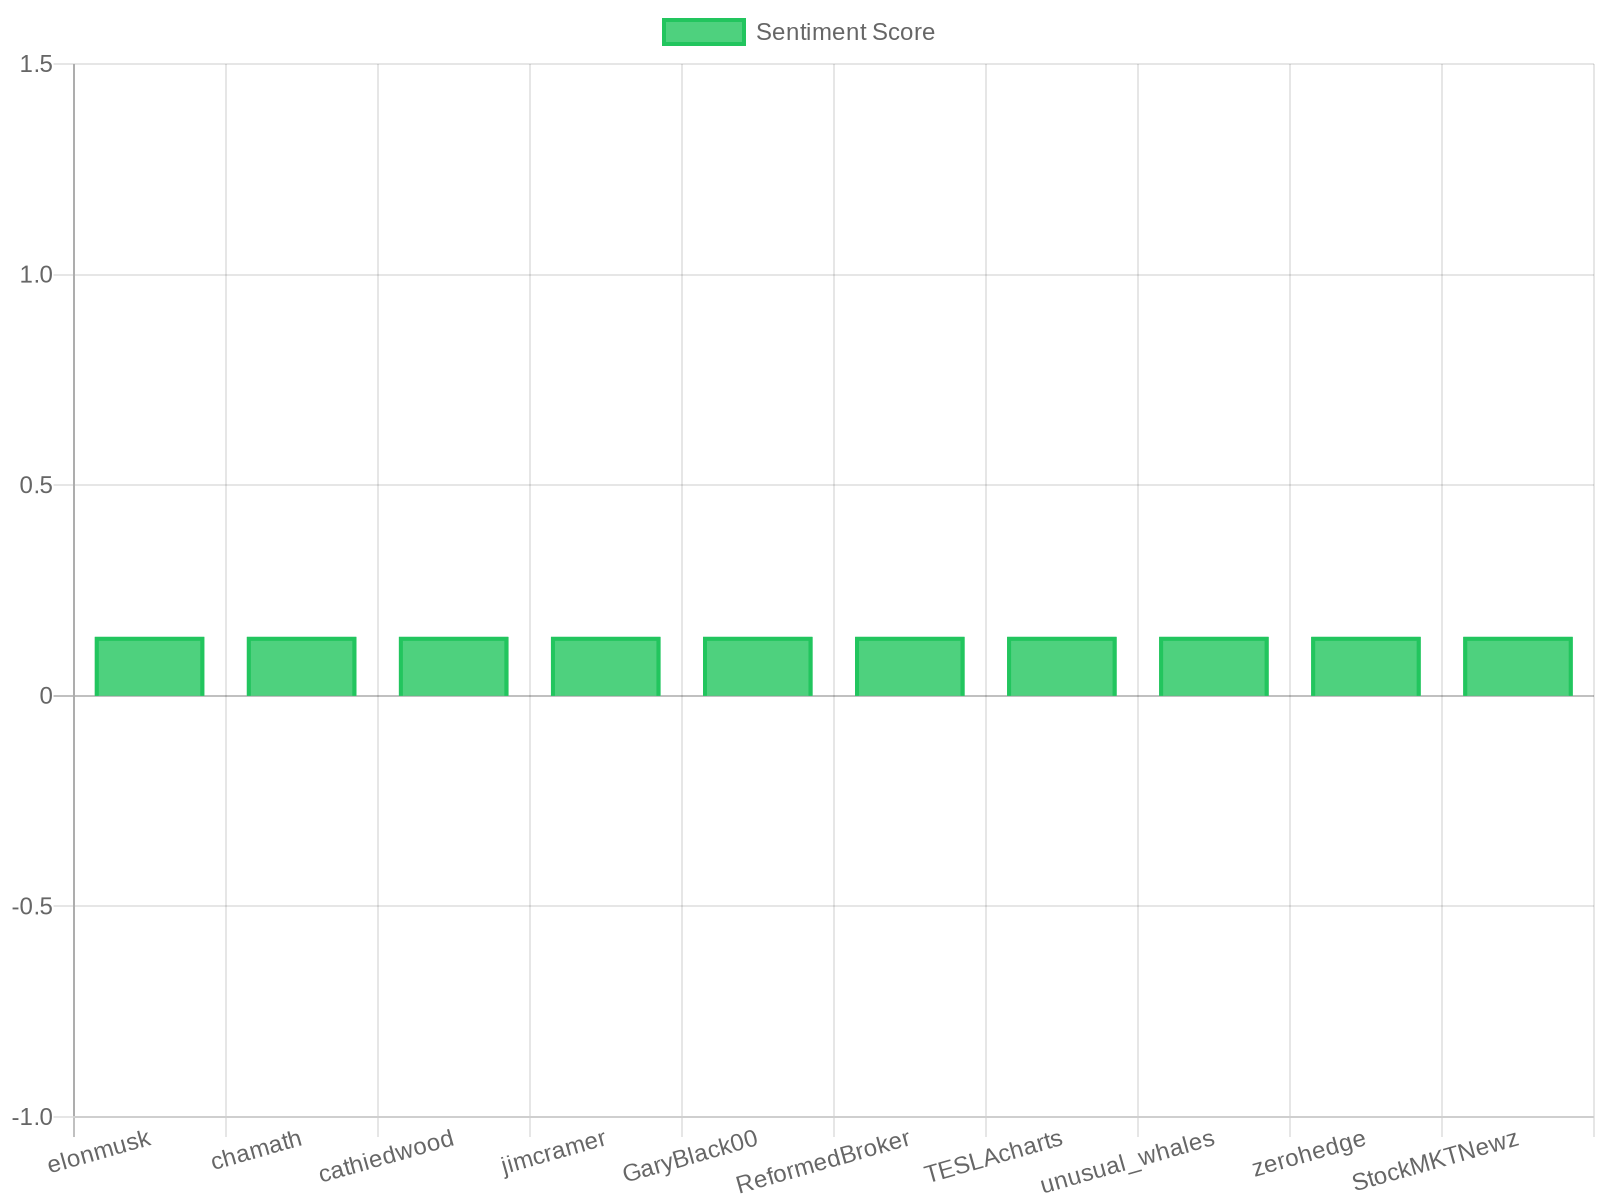 Sentiment Score
1.5
1.0
0.5
0
-0.5
-1.0
elonmusk
chamath
cathiedwood
jimcramer
GaryBlack00
ReformedBroker
TESLAcharts
unusual_whales
zerohedge
StockMKTNewz